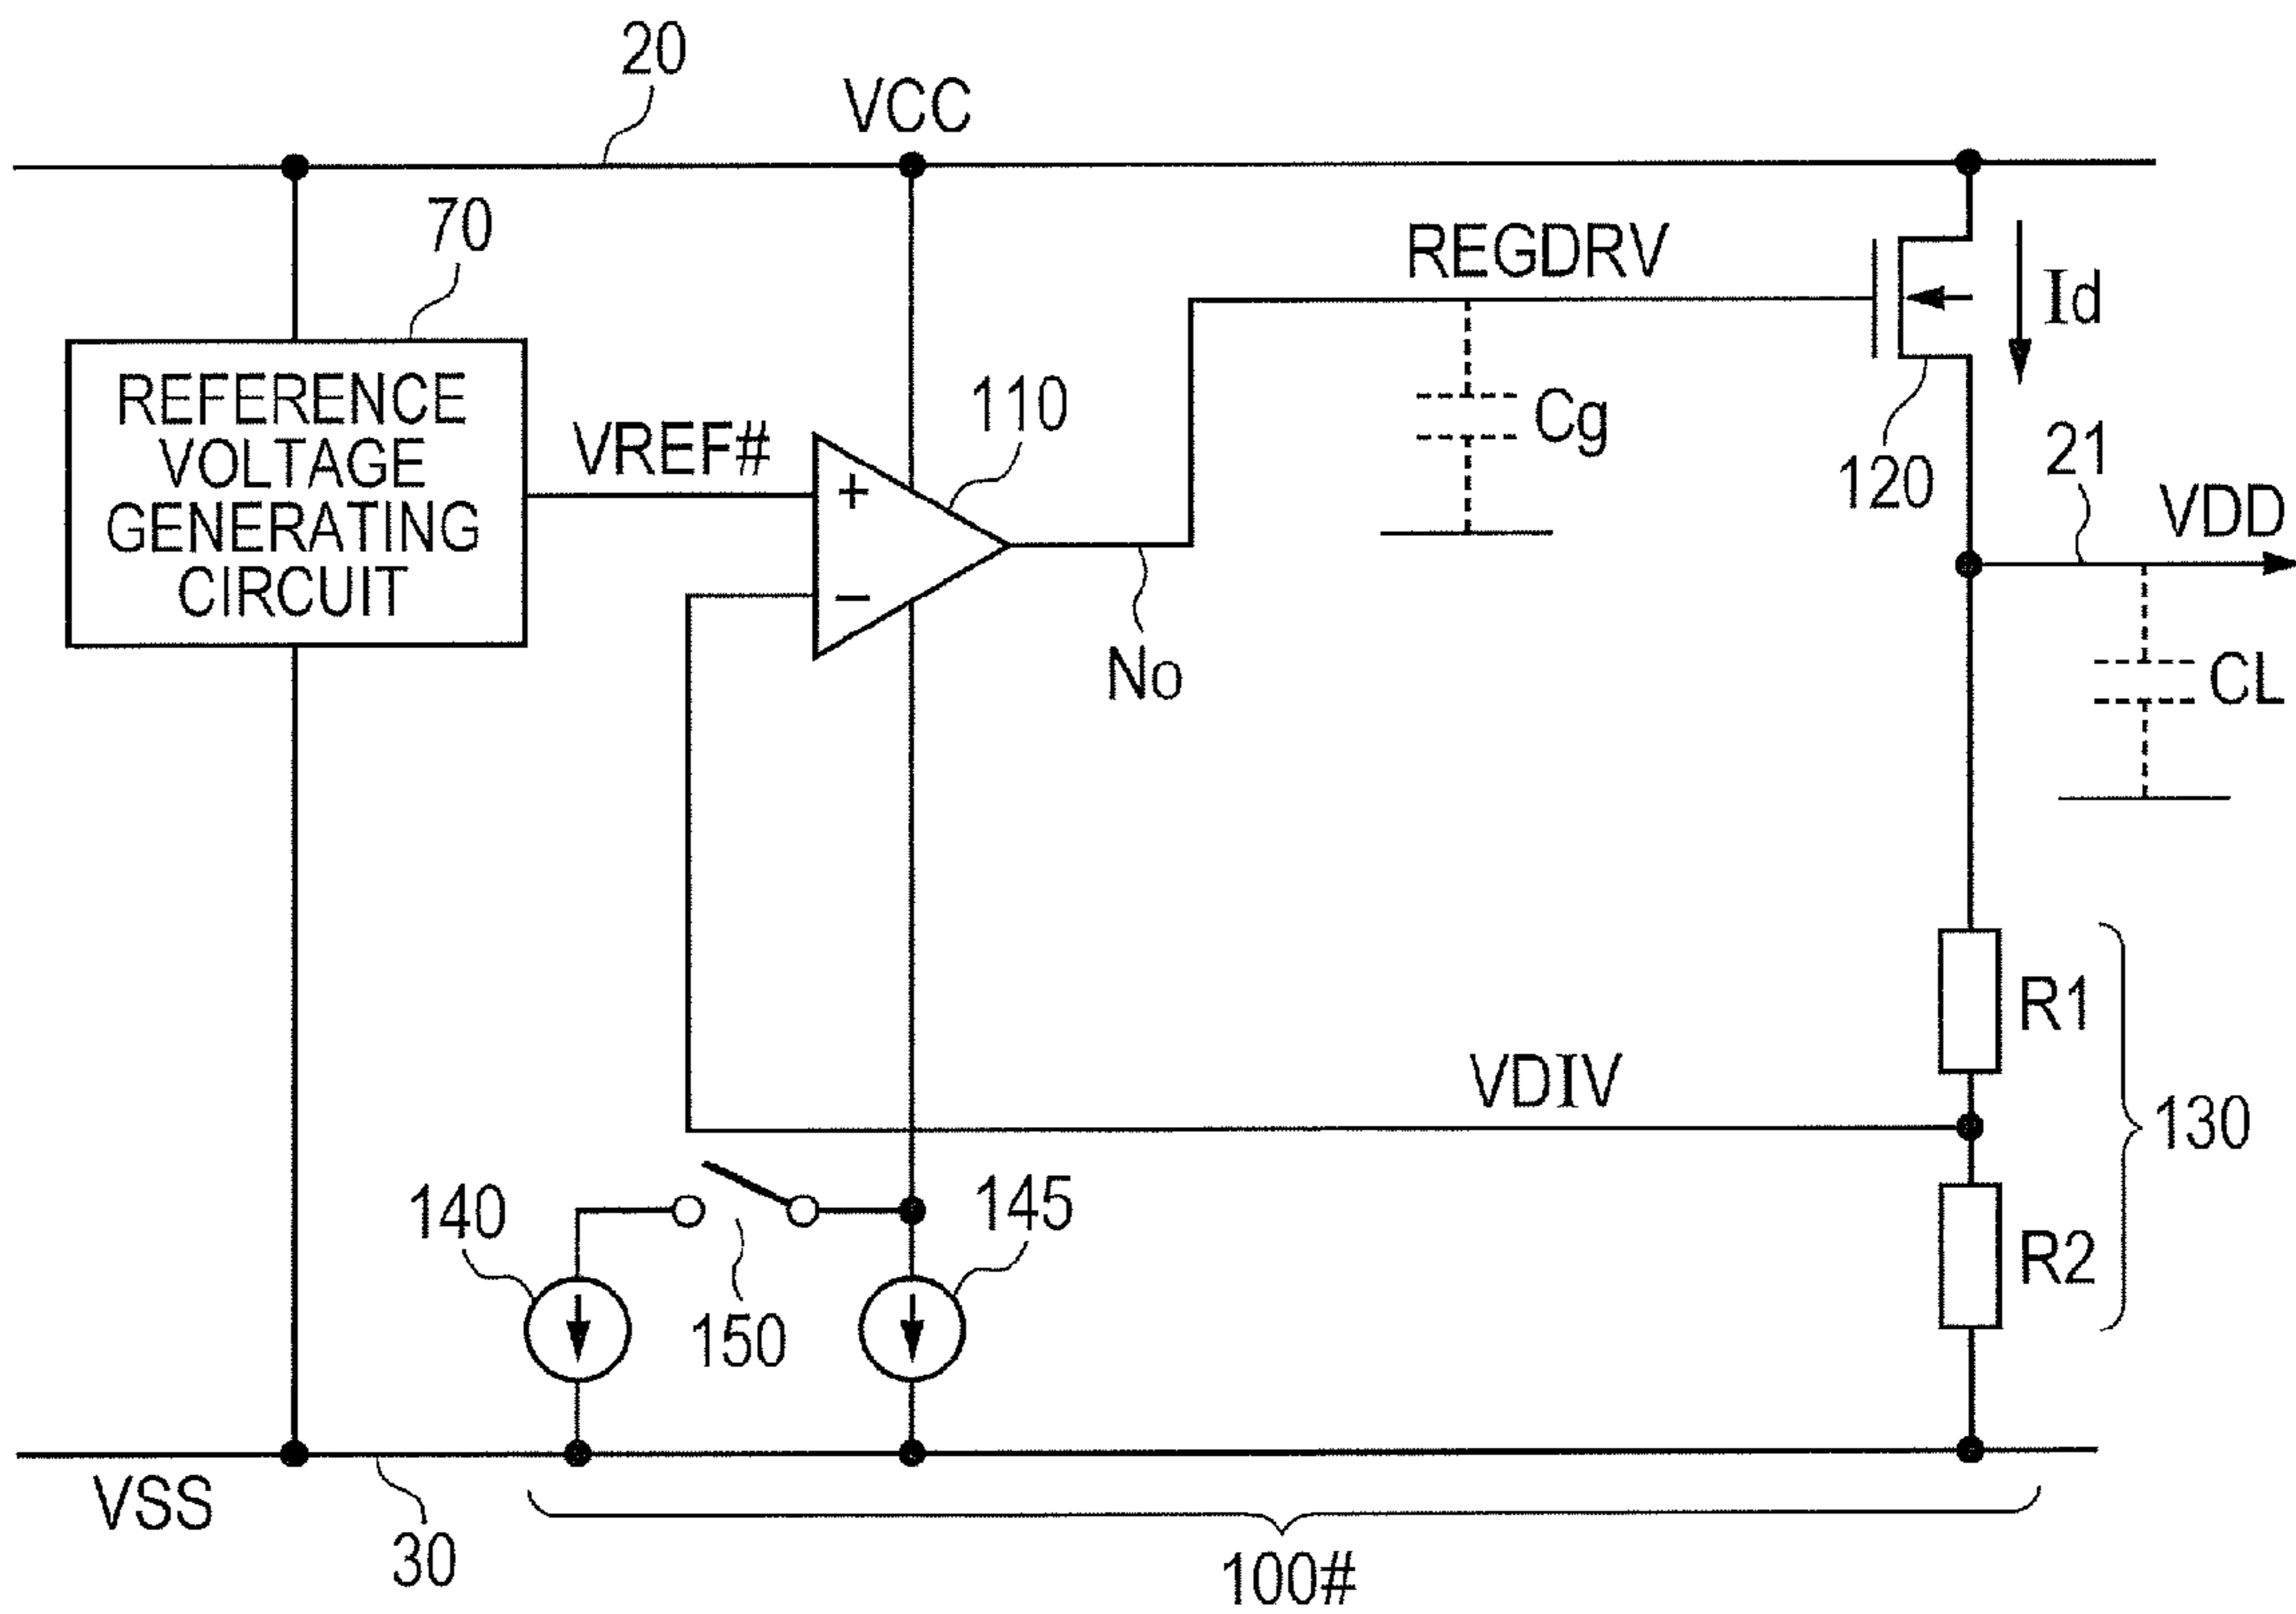 20
VCC
70
REGDRV
Id
REFERENCE
VOLTAGE
GENERATING
CIRCUIT
VREF#
+
−
110
Cg
120
21
VDD
No
CL
R1
VDIV
130
140
145
150
R2
VSS
30
100#